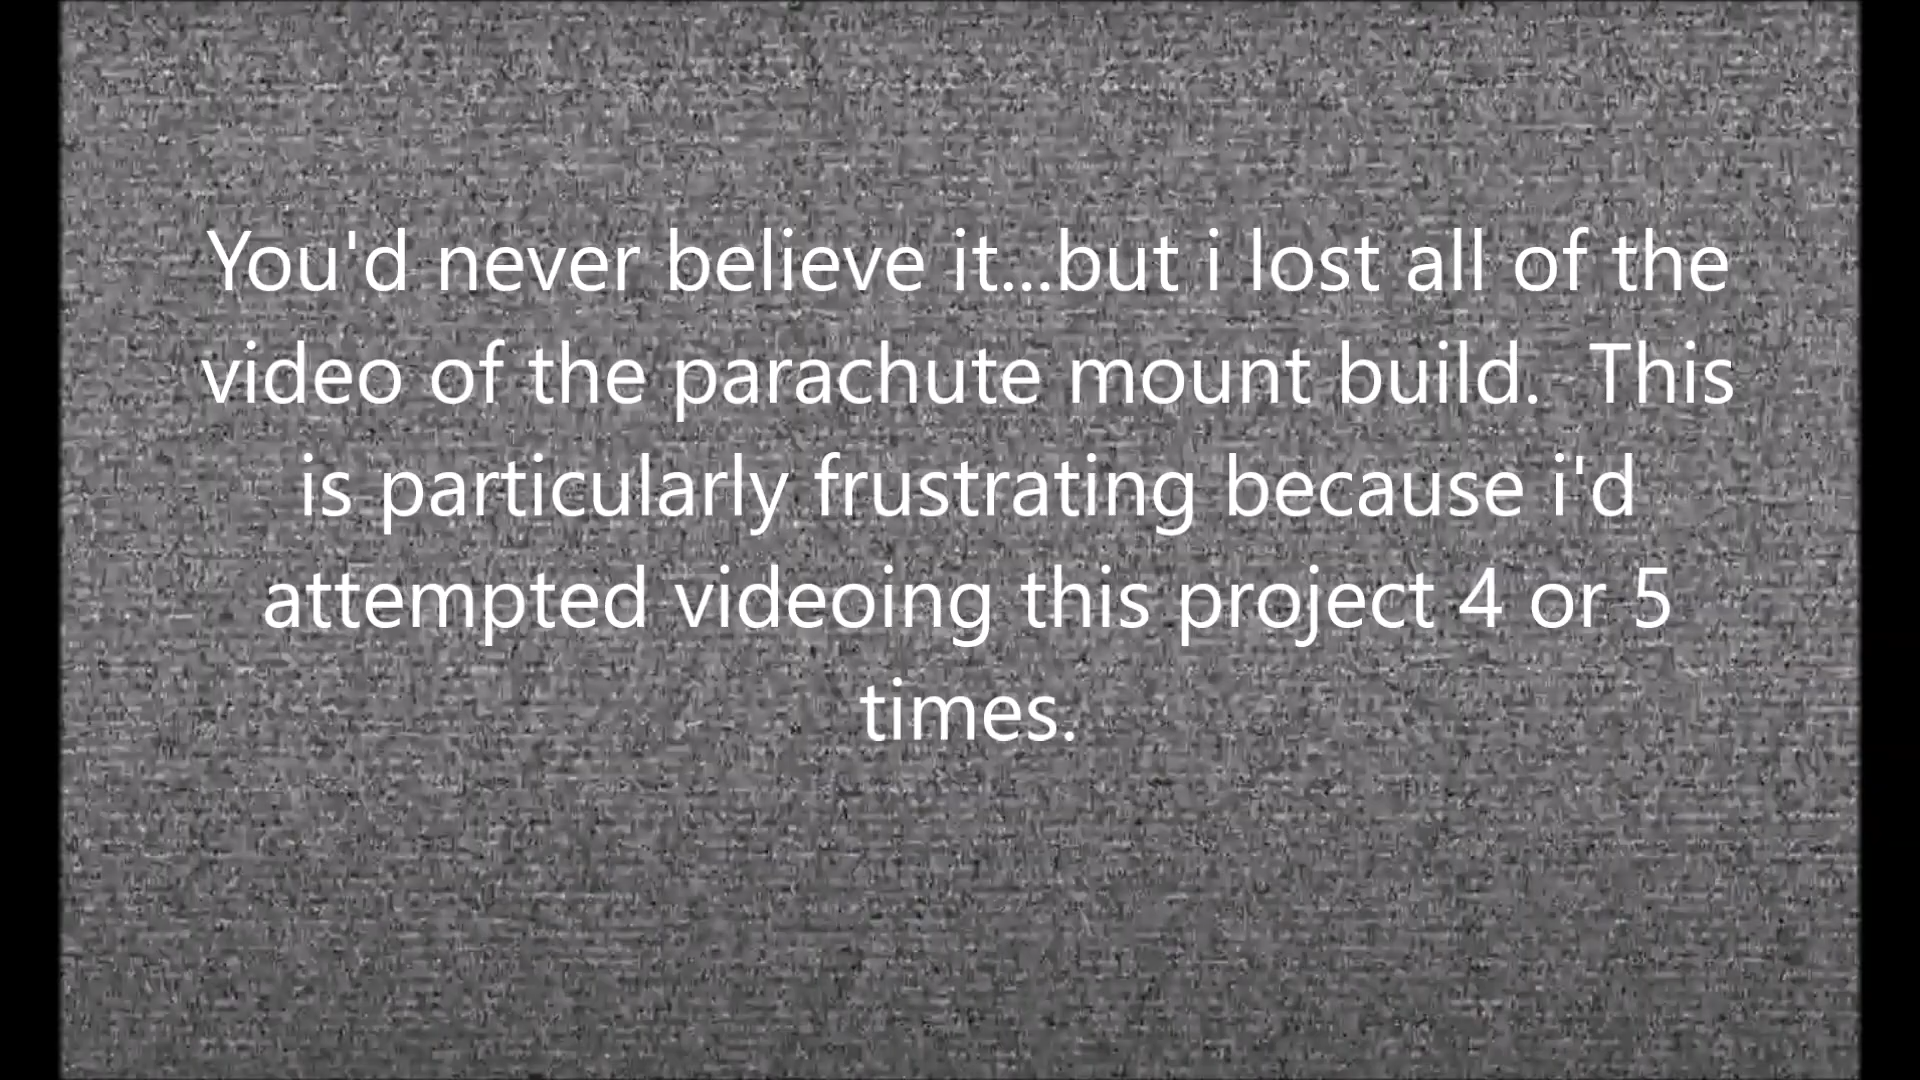 You'd never believe it...but i lost all of the
video of the parachute mount build.  This
is particularly frustrating because i'd
attempted videoing this project 4 or 5
times.